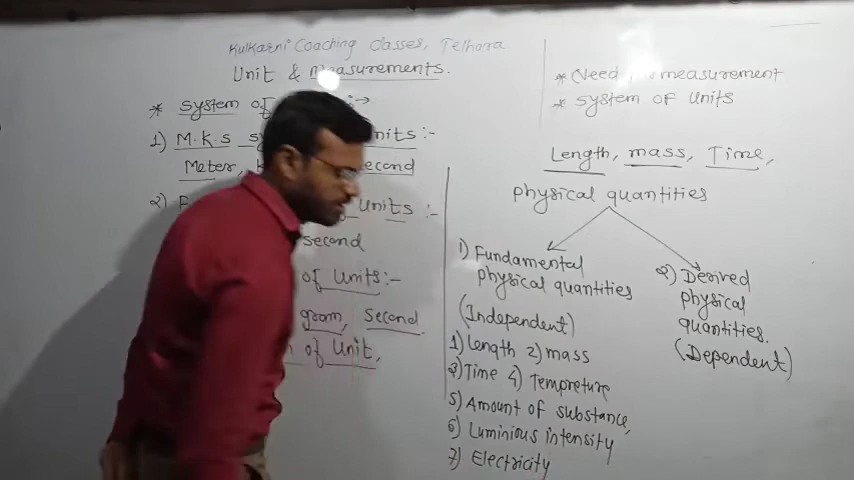 Kulkarni Coaching Classes, Telhara
Unit & measurements.
* system of
1) M.K.S nits :-
Meter, second
2) F Units :-
second
of Units :-
gram, second
of Unit,
* Need measurement
* system of Units
Length, mass, Time,
physical quantities
1) Fundamental
physical quantities
(Independent)
1) Length 2) mass
3) Time 4) Tempreture
5) Amount of substance,
6) Luminious intensity
7) Electricity
2) Derived
physical
quantities.
(Dependent)